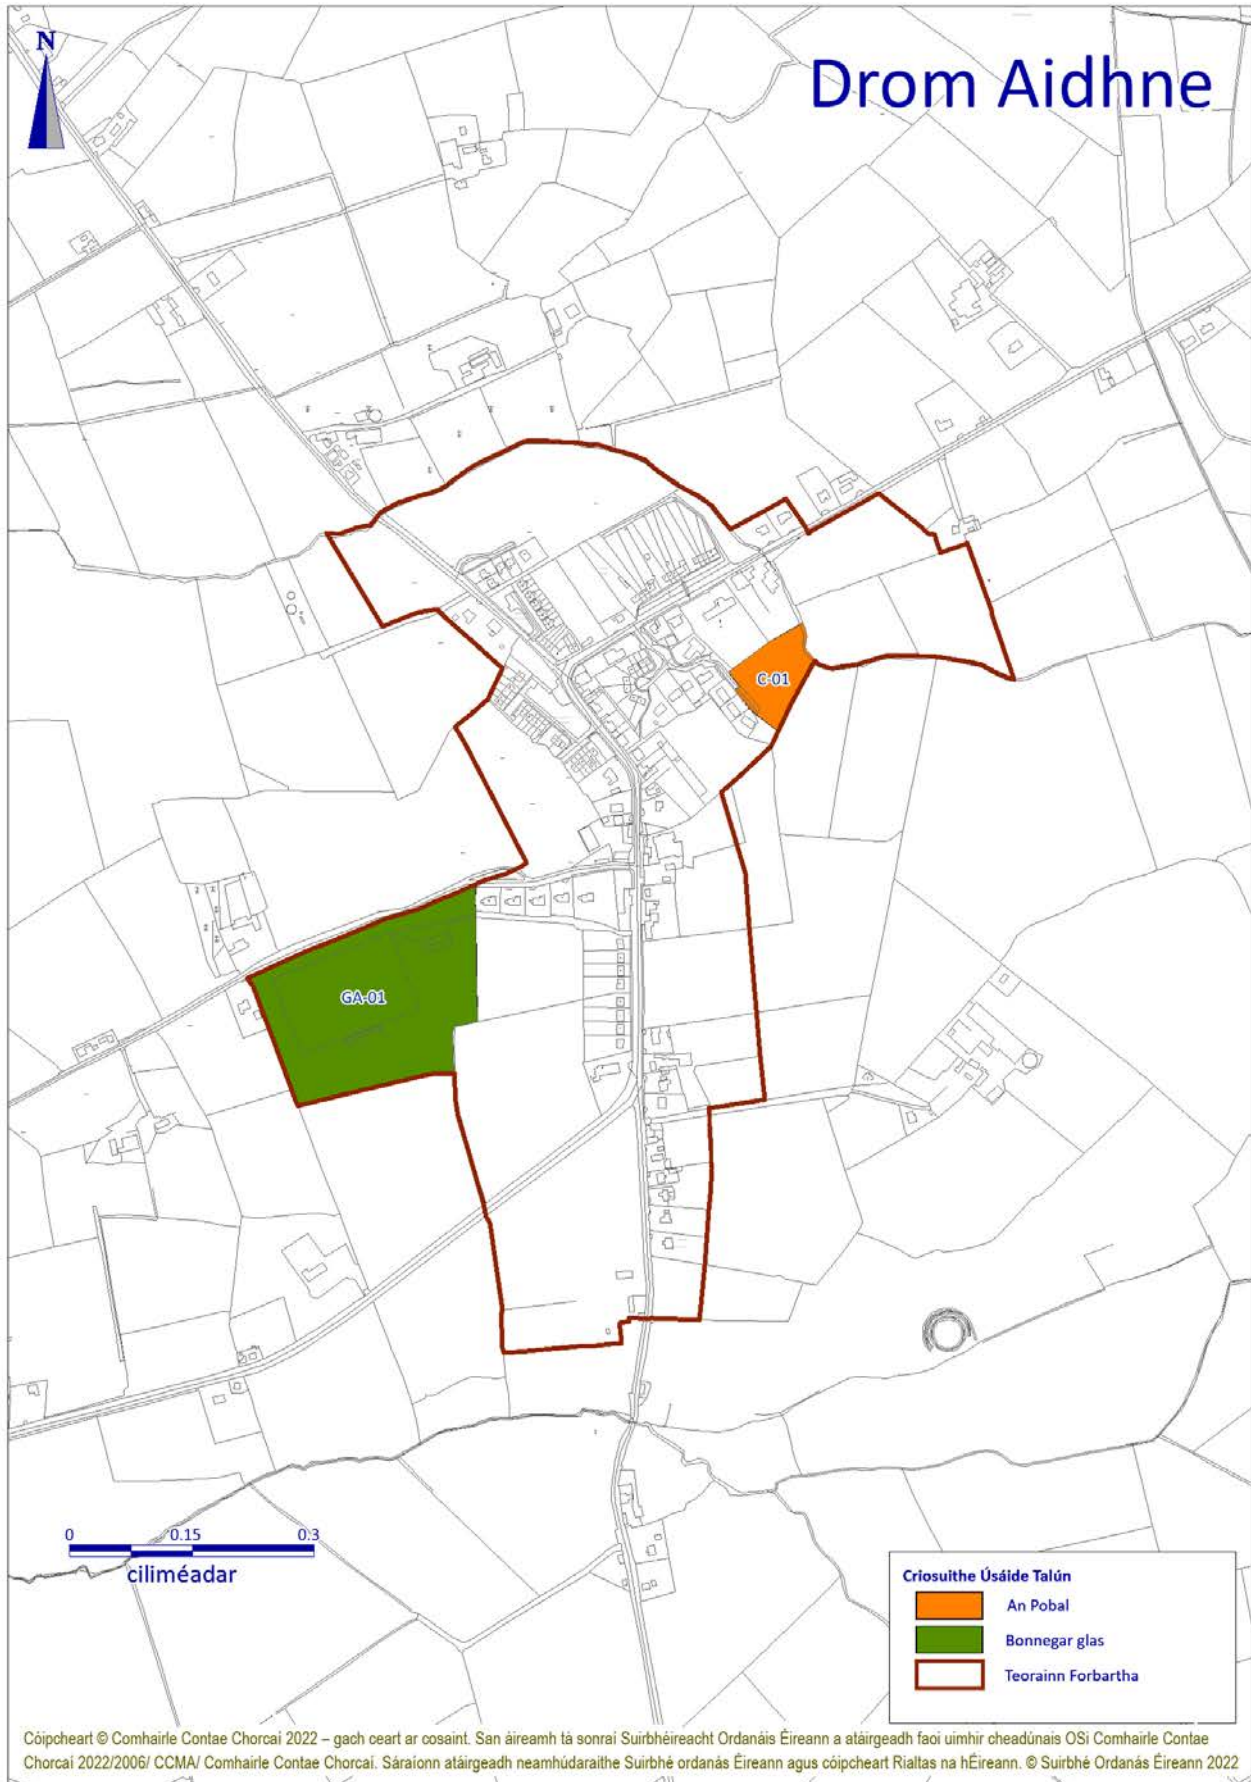 N
Drom Aidhne
C-01
GA-01
0 0.15 0.3
ciliméadar
Criosuithe Úsáide Talún
An Pobal
Bonnegar glas
Teorainn Forbartha
Cóipcheart © Comhairle Contae Chorcaí 2022 – gach ceart ar cosaint. San áireamh tá sonraí Suirbhéireacht Ordanáis Éireann a atáirgeadh faoi uimhir cheadúnais OSi Comhairle Contae
Chorcaí 2022/2006/ CCMA/ Comhairle Contae Chorcaí. Sáraíonn atáirgeadh neamhúdaraithe Suirbhé ordanás Éireann agus cóipcheart Rialtas na hÉireann. © Suirbhé Ordanás Éireann 2022